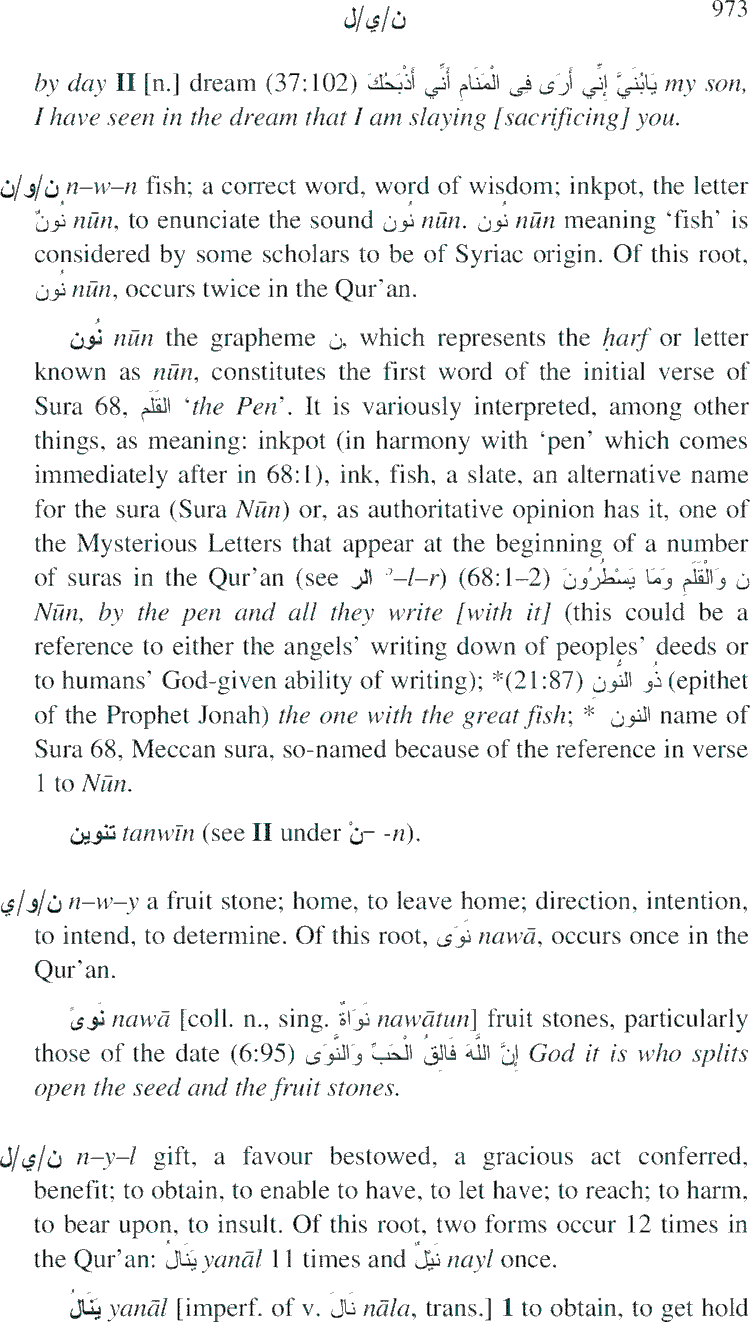 ن/ي/ل 973
by day II [n.] dream (37:102) يَابُنَيَّ إِنِّي أَرَى فِى الْمَنَامِ أَنِّي أَذْبَحُكَ my son,
I have seen in the dream that I am slaying [sacrificing] you.
ن/و/ن n–w–n fish; a correct word, word of wisdom; inkpot, the letter
نُونٌ nūn, to enunciate the sound نُون nūn. نُون nūn meaning ‘fish’ is
considered by some scholars to be of Syriac origin. Of this root,
نُون nūn, occurs twice in the Qur’an.
نُون nūn the grapheme ن, which represents the ḥarf or letter
known as nūn, constitutes the first word of the initial verse of
Sura 68, القَلَم ‘the Pen’. It is variously interpreted, among other
things, as meaning: inkpot (in harmony with ‘pen’ which comes
immediately after in 68:1), ink, fish, a slate, an alternative name
for the sura (Sura Nūn) or, as authoritative opinion has it, one of
the Mysterious Letters that appear at the beginning of a number
of suras in the Qur’an (see الر ʾ–l–r) (68:1–2) ن وَالْقَلَمِ وَمَا يَسْطُرُونَ
Nūn, by the pen and all they write [with it] (this could be a
reference to either the angels’ writing down of peoples’ deeds or
to humans’ God-given ability of writing); *(21:87) ذُو النُّونِ (epithet
of the Prophet Jonah) the one with the great fish; * النون name of
Sura 68, Meccan sura, so-named because of the reference in verse
1 to Nūn.
تنوين tanwīn (see II under نْ– -n).
ن/و/ي n–w–y a fruit stone; home, to leave home; direction, intention,
to intend, to determine. Of this root, نَوَى nawā, occurs once in the
Qur’an.
نَوىً nawā [coll. n., sing. نَوَاةٌ nawātun] fruit stones, particularly
those of the date (6:95) إِنَّ اللَّهَ فَالِقُ الْحَبِّ وَالنَّوَى God it is who splits
open the seed and the fruit stones.
ن/ي/ل n–y–l gift, a favour bestowed, a gracious act conferred,
benefit; to obtain, to enable to have, to let have; to reach; to harm,
to bear upon, to insult. Of this root, two forms occur 12 times in
the Qur’an: يَنَالُ yanāl 11 times and نَيْلٌ nayl once.
يَنَالُ yanāl [imperf. of v. نَالَ nāla, trans.] 1 to obtain, to get hold